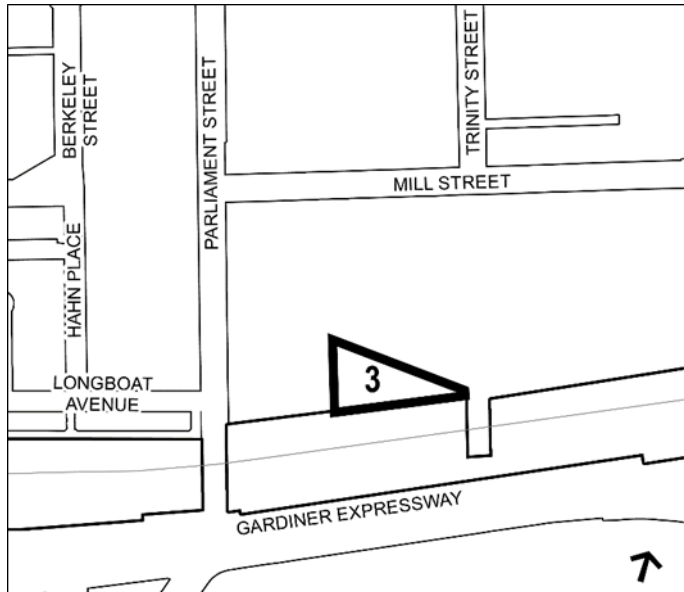 BERKELEY
STREET
PARLIAMENT STREET
TRINITY STREET
MILL STREET
HAHN PLACE
3
LONGBOAT
AVENUE
GARDINER EXPRESSWAY